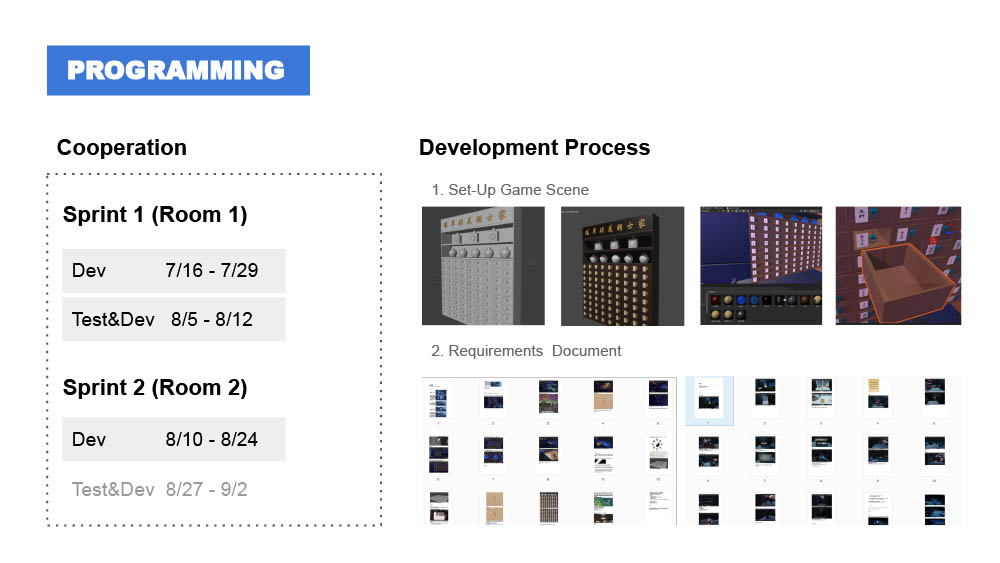 PROGRAMMING
Cooperation
Sprint 1 (Room 1)
Dev 7/16 - 7/29
Test&Dev 8/5 - 8/12
Sprint 2 (Room 2)
Dev 8/10 - 8/24
Test&Dev 8/27 - 9/2
Development Process
1. Set-Up Game Scene
2. Requirements Document